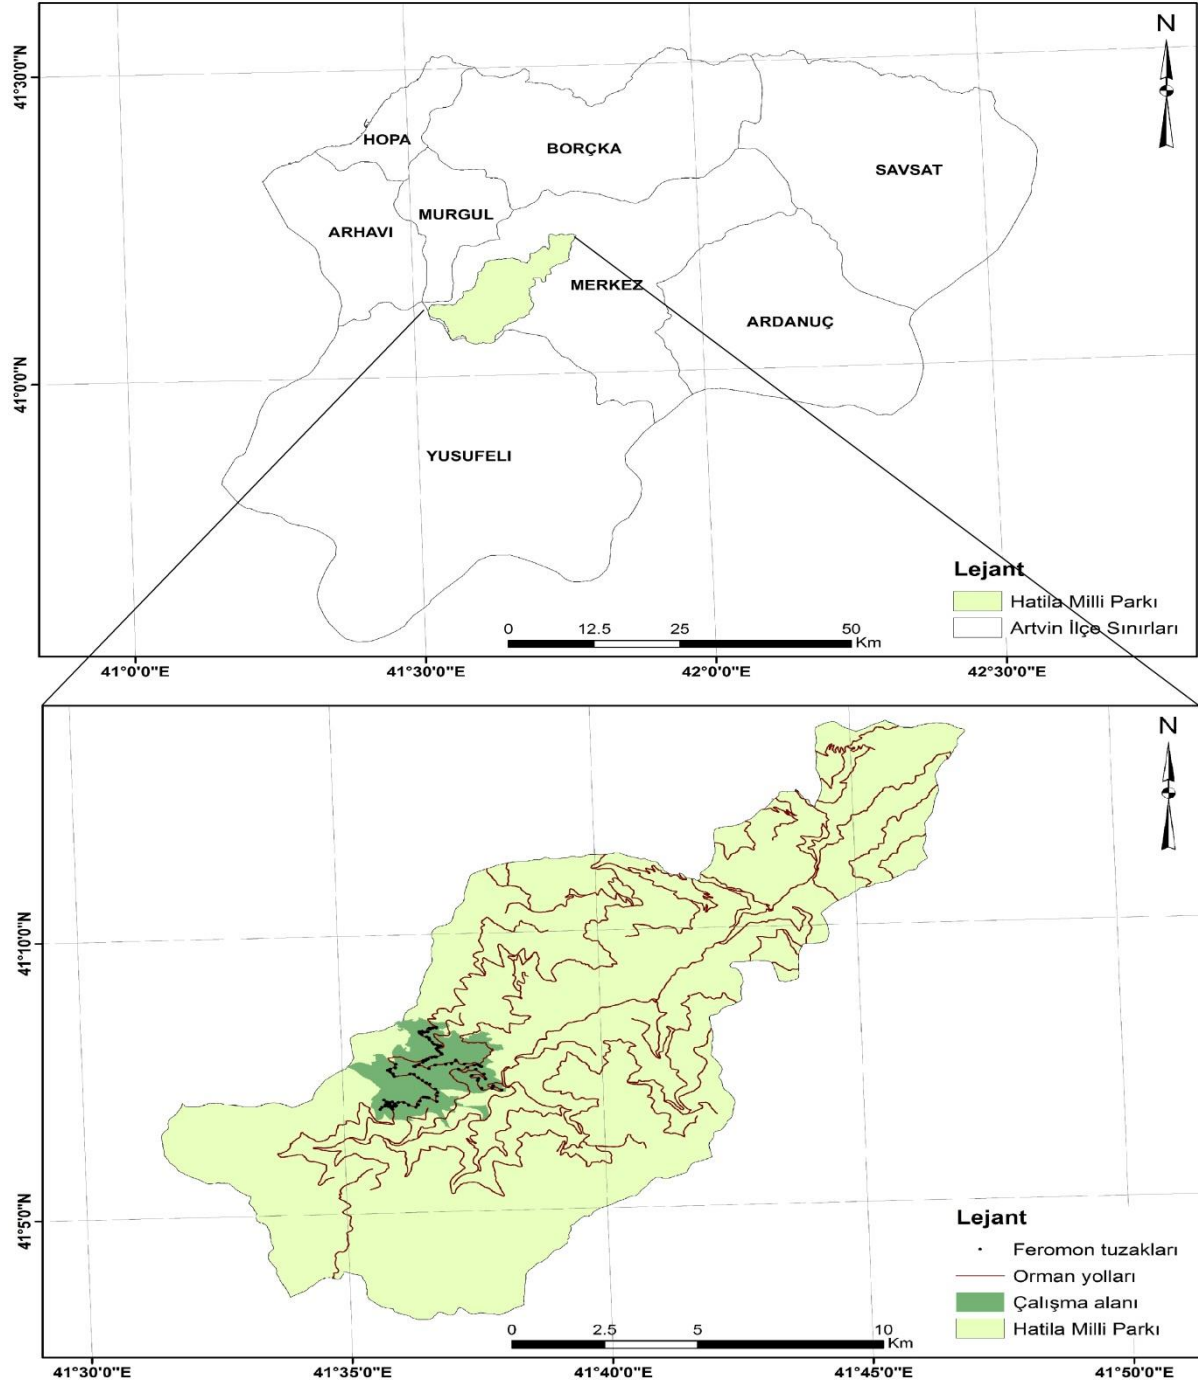 N
41°30'0"N
HOPA
BORÇKA
SAVSAT
MURGUL
ARHAVI
MERKEZ
ARDANUÇ
41°0'0"N
YUSUFELI
Lejant
Hatila Milli Parkı
Artvin İlçe Sınırları
0 12.5 25 50
Km
41°0'0"E 41°30'0"E 42°0'0"E 42°30'0"E
N
41°10'0"N
41°5'0"N
Lejant
Feromon tuzakları
Orman yolları
Çalışma alanı
Hatila Milli Parkı
0 2.5 5 10
Km
41°30'0"E 41°35'0"E 41°40'0"E 41°45'0"E 41°50'0"E